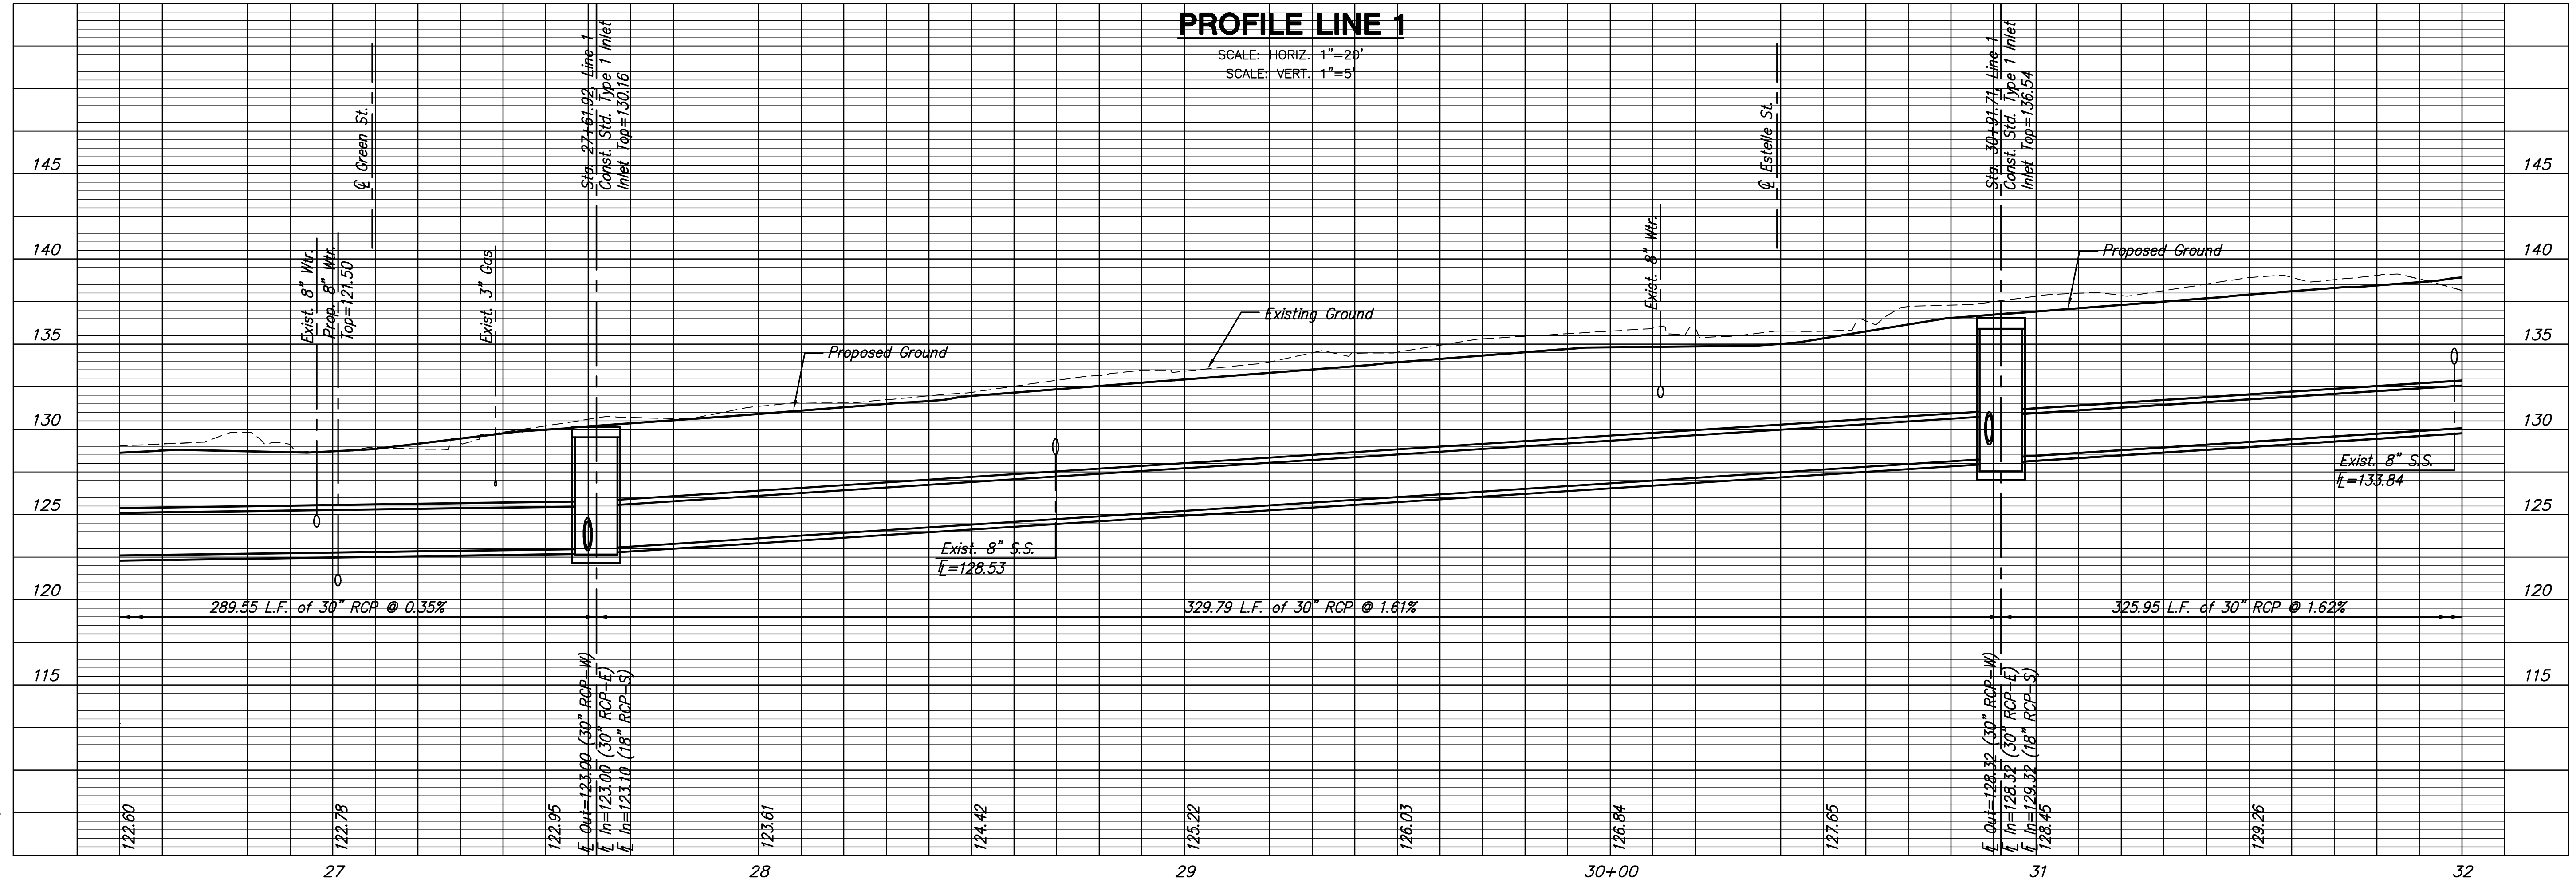 PROFILE LINE 1
SCALE: HORIZ. 1"=20'
SCALE: VERT. 1"=5'
℄ Green St.
Sta. 27+61.92, Line 1
Const. Std. Type 1 Inlet
Inlet Top=130.16
℄ Estelle St.
Sta. 30+91.71, Line 1
Const. Std. Type 1 Inlet
Inlet Top=136.54
145
145
140
140
135
135
130
130
125
125
120
120
115
115
Exist. 8" Wtr.
Prop. 8" Wtr.
Top=121.50
Exist. 3" Gas
Exist. 8" Wtr.
Proposed Ground
Existing Ground
Proposed Ground
Exist. 8" S.S.
FL=128.53
Exist. 8" S.S.
FL=133.84
289.55 L.F. of 30" RCP @ 0.35%
329.79 L.F. of 30" RCP @ 1.61%
325.95 L.F. of 30" RCP @ 1.62%
122.60
122.78
122.95
FL Out=123.00 (30" RCP-W)
FL In=123.00 (30" RCP-E)
FL In=123.10 (18" RCP-S)
123.61
124.42
125.22
126.03
126.84
127.65
FL Out=128.32 (30" RCP-W)
FL In=128.32 (30" RCP-E)
FL In=129.32 (18" RCP-S)
128.45
129.26
27
28
29
30+00
31
32